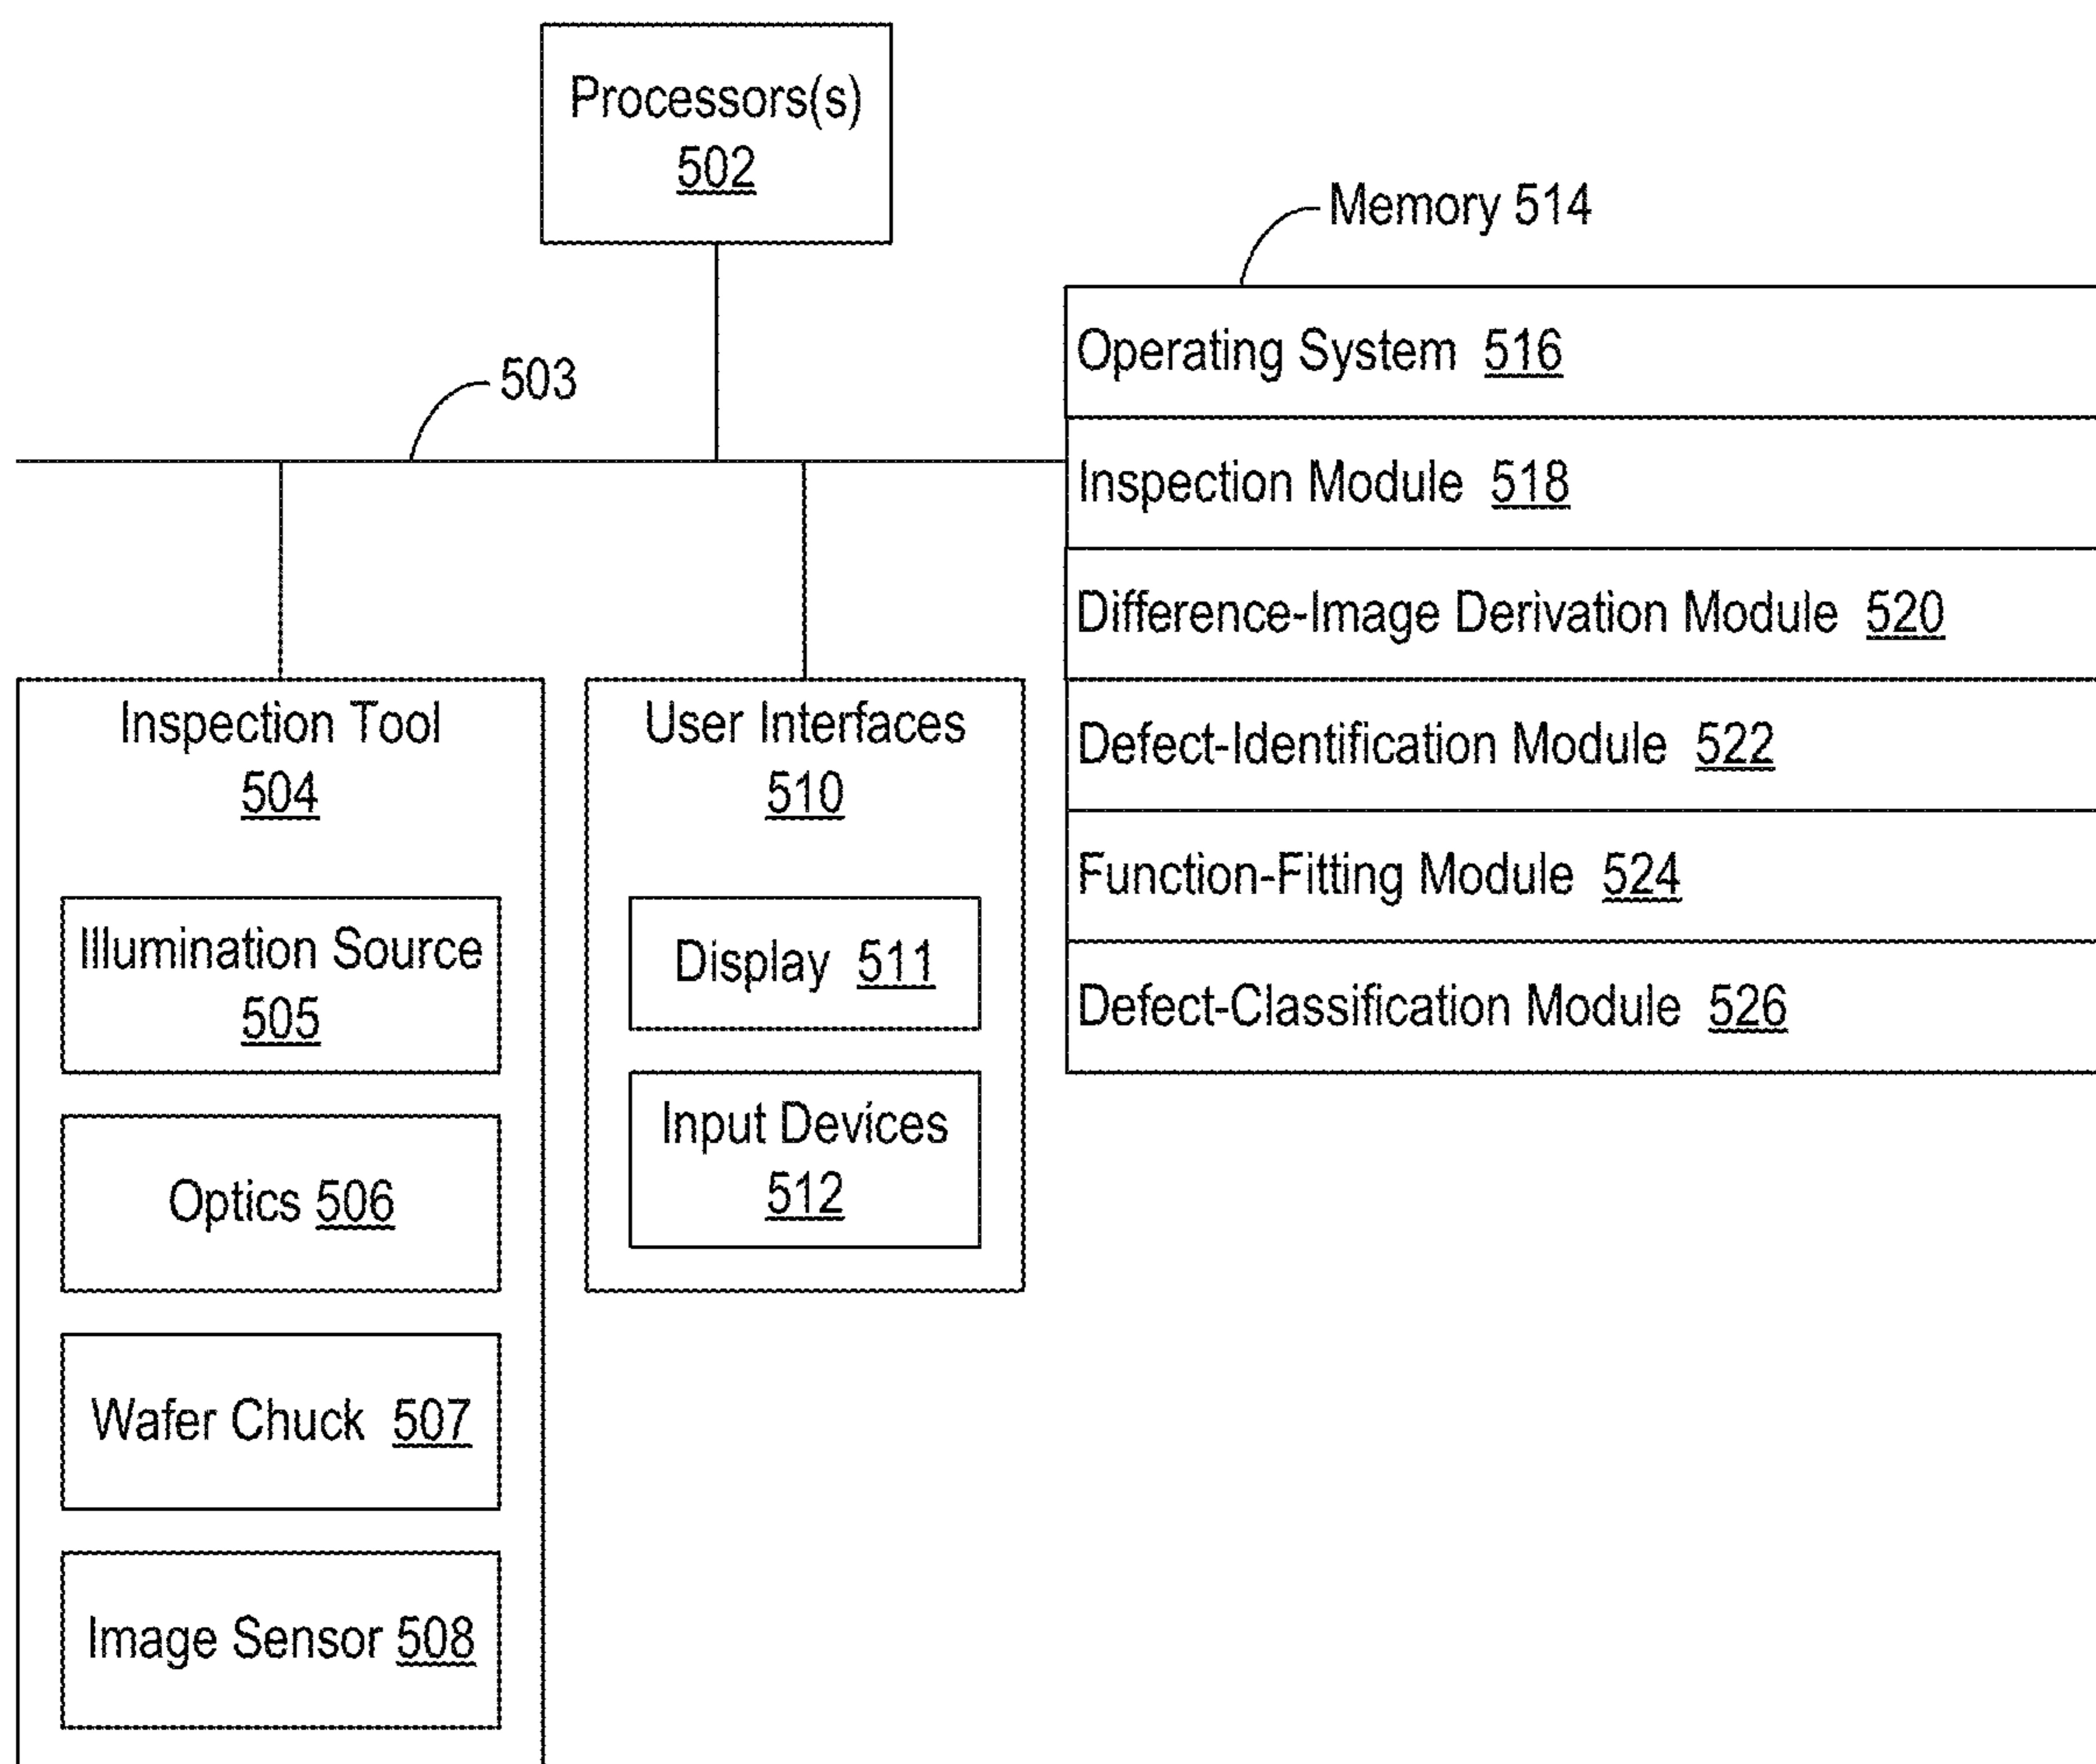 Processors(s)
502
Memory 514
503
Operating System 516
Inspection Module 518
Difference-Image Derivation Module 520
Defect-Identification Module 522
Function-Fitting Module 524
Defect-Classification Module 526
Inspection Tool
504
Illumination Source
505
Optics 506
Wafer Chuck 507
Image Sensor 508
User Interfaces
510
Display 511
Input Devices
512